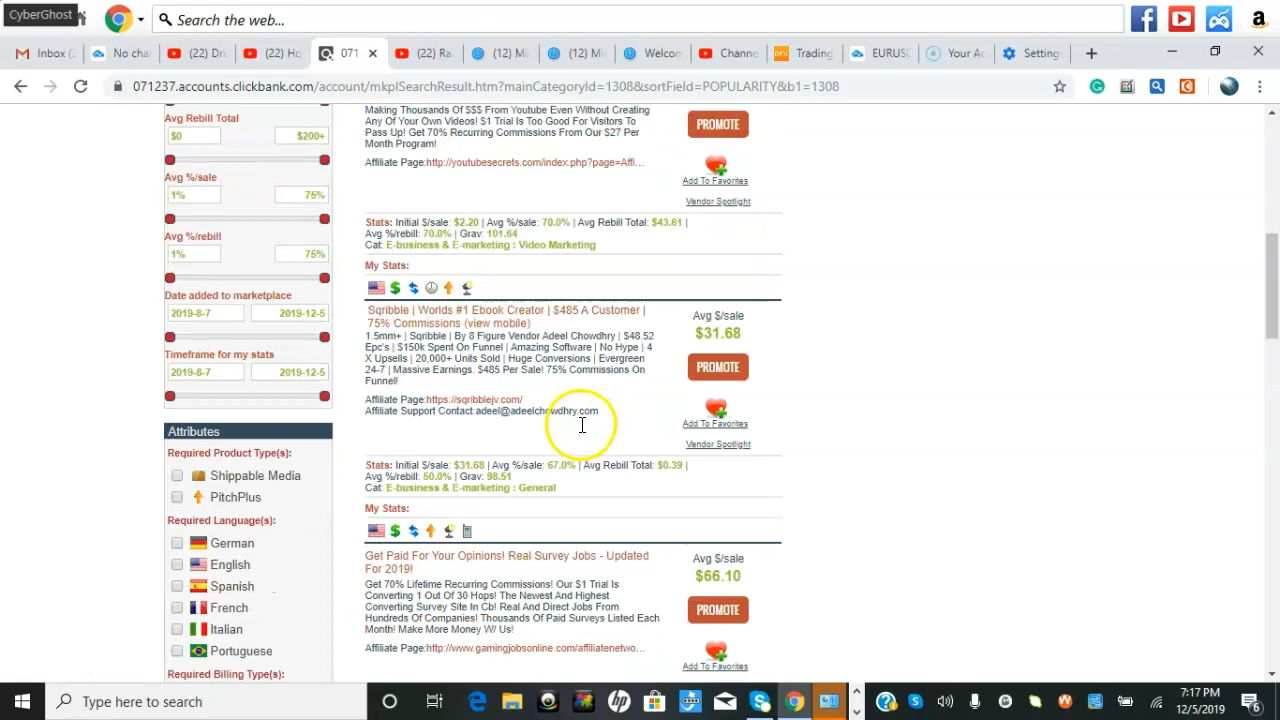 CyberGhost
Search the web...
Inbox (
No cha
(22) Dr
(22) Ho
071
(22) Ra
(12) M
(12) Mi
Welcom
Channe
Trading
EURUSE
Your Ac
Setting
071237.accounts.clickbank.com/account/mkplSearchResult.htm?mainCategoryId=1308&sortField=POPULARITY&b1=1308
Avg Rebill Total
$0 $200+
Avg %/sale
1% 75%
Avg %/rebill
1% 75%
Date added to marketplace
2019-8-7 2019-12-5
Timeframe for my stats
2019-8-7 2019-12-5
Attributes
Required Product Type(s):
Shippable Media
PitchPlus
Required Language(s):
German
English
Spanish
French
Italian
Portuguese
Required Billing Type(s):
Making Thousands Of $$$ From Youtube Even Without Creating
Any Of Your Own Videos! $1 Trial Is Too Good For Visitors To
Pass Up! Get 70% Recurring Commissions From Our $27 Per
Month Program!
Affiliate Page:http://youtubesecrets.com/index.php?page=Affi...
PROMOTE
Add To Favorites
Vendor Spotlight
Stats: Initial $/sale: $2.20 | Avg %/sale: 70.0% | Avg Rebill Total: $43.61 |
Avg %/rebill: 70.0% | Grav: 101.64
Cat: E-business & E-marketing : Video Marketing
My Stats:
Sqribble | Worlds #1 Ebook Creator | $485 A Customer |
75% Commissions (view mobile)
1.5mm+ | Sqribble | By 8 Figure Vendor Adeel Chowdhry | $48.52
Epc's | $150k Spent On Funnel | Amazing Software | No Hype | 4
X Upsells | 20,000+ Units Sold | Huge Conversions | Evergreen
24-7 | Massive Earnings. $485 Per Sale! 75% Commissions On
Funnel!
Affiliate Page:https://sqribblejv.com/
Affiliate Support Contact:adeel@adeelchowdhry.com
Avg $/sale
$31.68
PROMOTE
Add To Favorites
Vendor Spotlight
Stats: Initial $/sale: $31.68 | Avg %/sale: 67.0% | Avg Rebill Total: $0.39 |
Avg %/rebill: 50.0% | Grav: 98.51
Cat: E-business & E-marketing : General
My Stats:
Get Paid For Your Opinions! Real Survey Jobs - Updated
For 2019!
Get 70% Lifetime Recurring Commissions! Our $1 Trial Is
Converting 1 Out Of 30 Hops! The Newest And Highest
Converting Survey Site In Cb! Real And Direct Jobs From
Hundreds Of Companies! Thousands Of Paid Surveys Listed Each
Month! Make More Money W/ Us!
Affiliate Page:http://www.gamingjobsonline.com/affiliatenetwo...
Avg $/sale
$66.10
PROMOTE
Add To Favorites
Type here to search
7:17 PM
12/5/2019
6